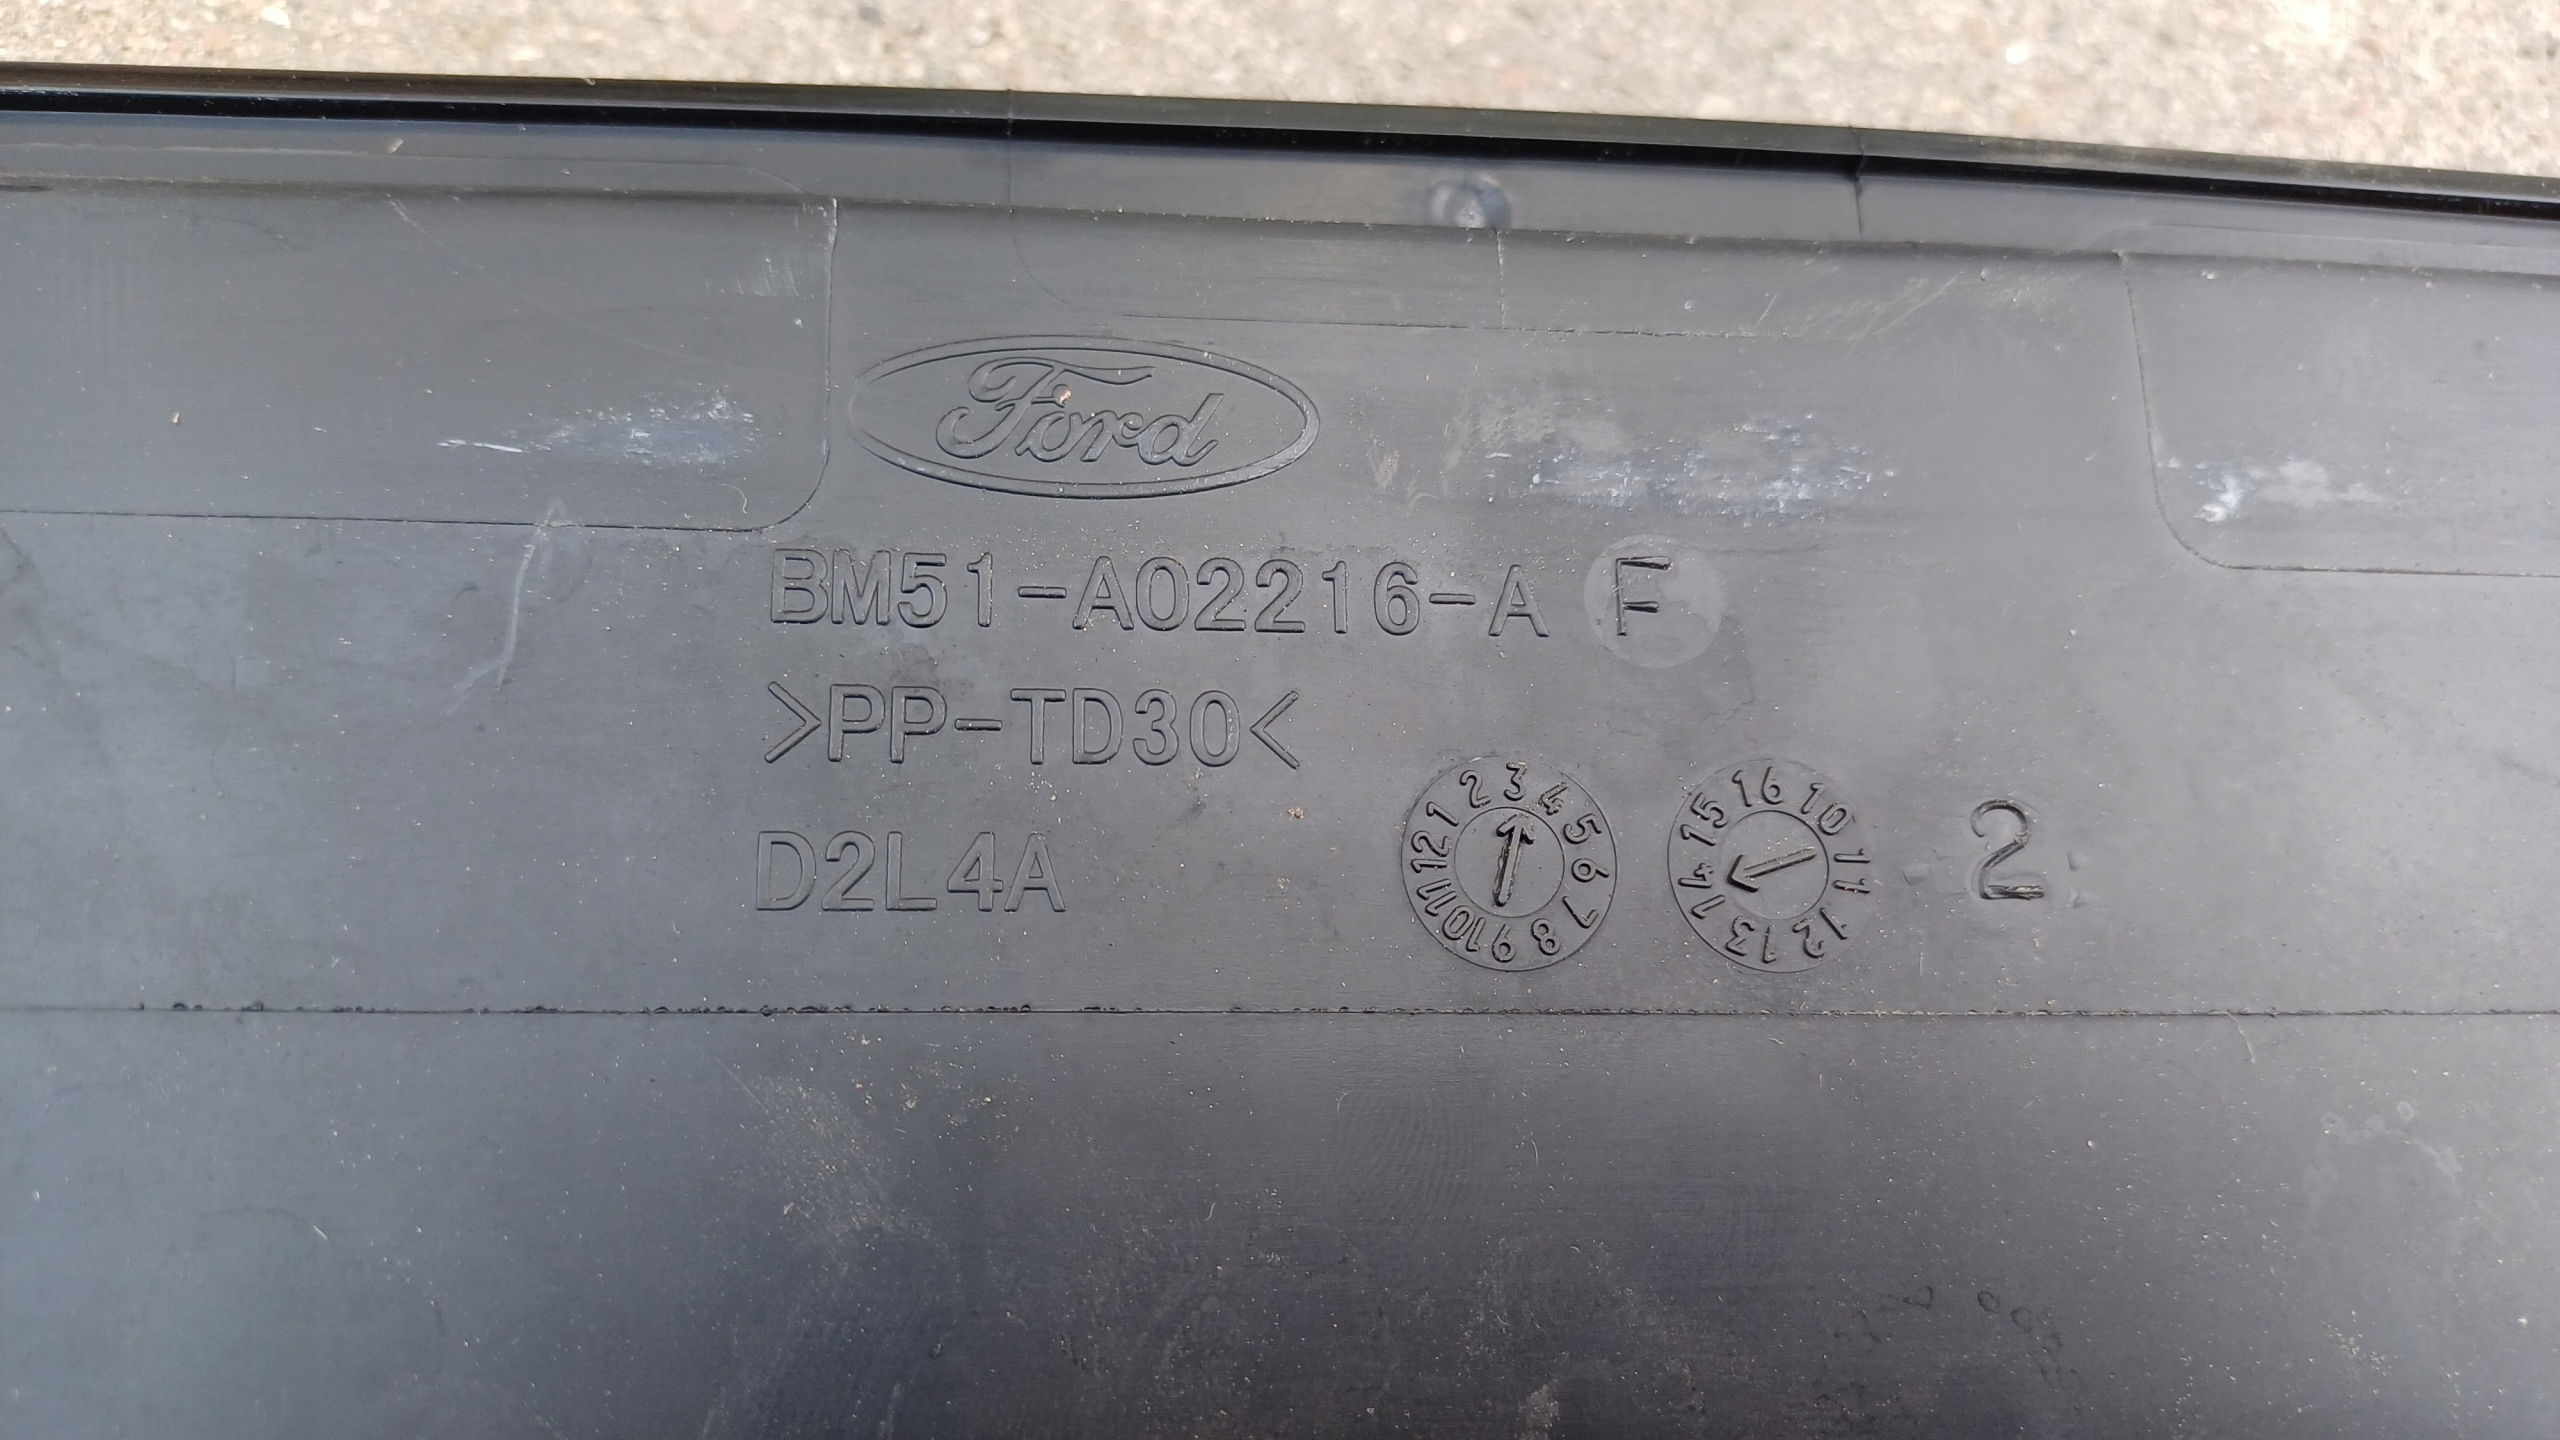 Ford
BM51-A02216-A F
>PP-TD30<
D2L4A
1 2 3 4 5 6 7 8 9 10 11 12
10 11 12 13 14 15 16
2